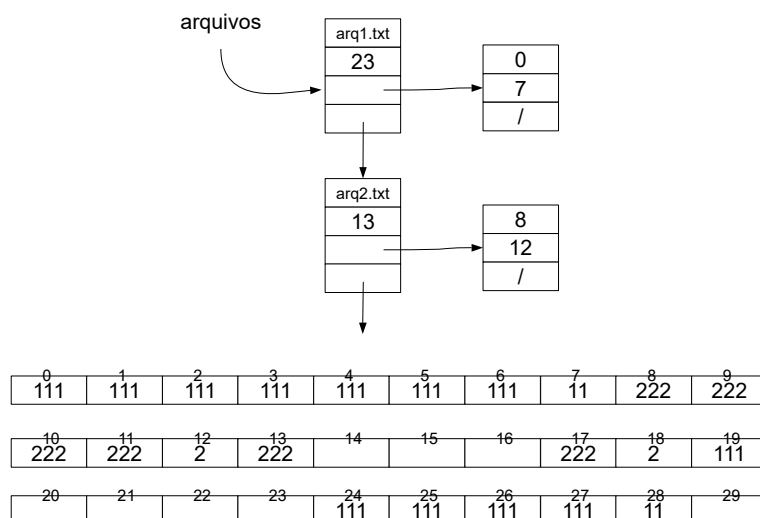 arquivos
arq1.txt
23
0
7
/
arq2.txt
13
8
12
/
0 1 2 3 4 5 6 7 8 9
111 111 111 111 111 111 111 11 222 222
10 11 12 13 14 15 16 17 18 19
222 222 2 222 222 2 111
20 21 22 23 24 25 26 27 28 29
111 111 111 111 11